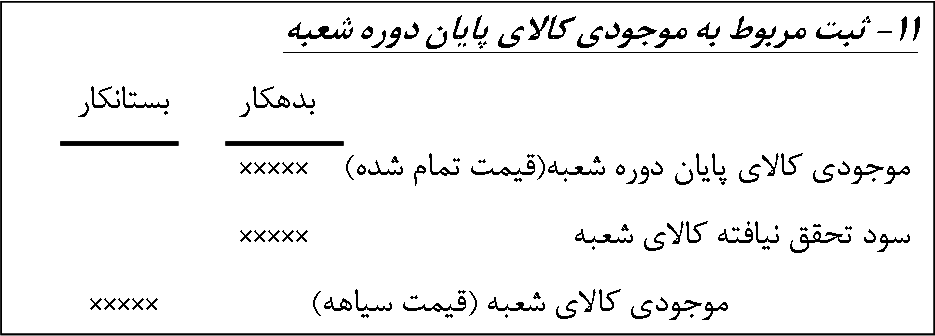 ۱۱- ثبت مربوط به موجودی کالای پایان دوره شعبه
بدهکار بستانکار
موجودی کالای پایان دوره شعبه(قیمت تمام شده) ×××××
سود تحقق نیافته کالای شعبه ×××××
موجودی کالای شعبه (قیمت سیاهه) ×××××